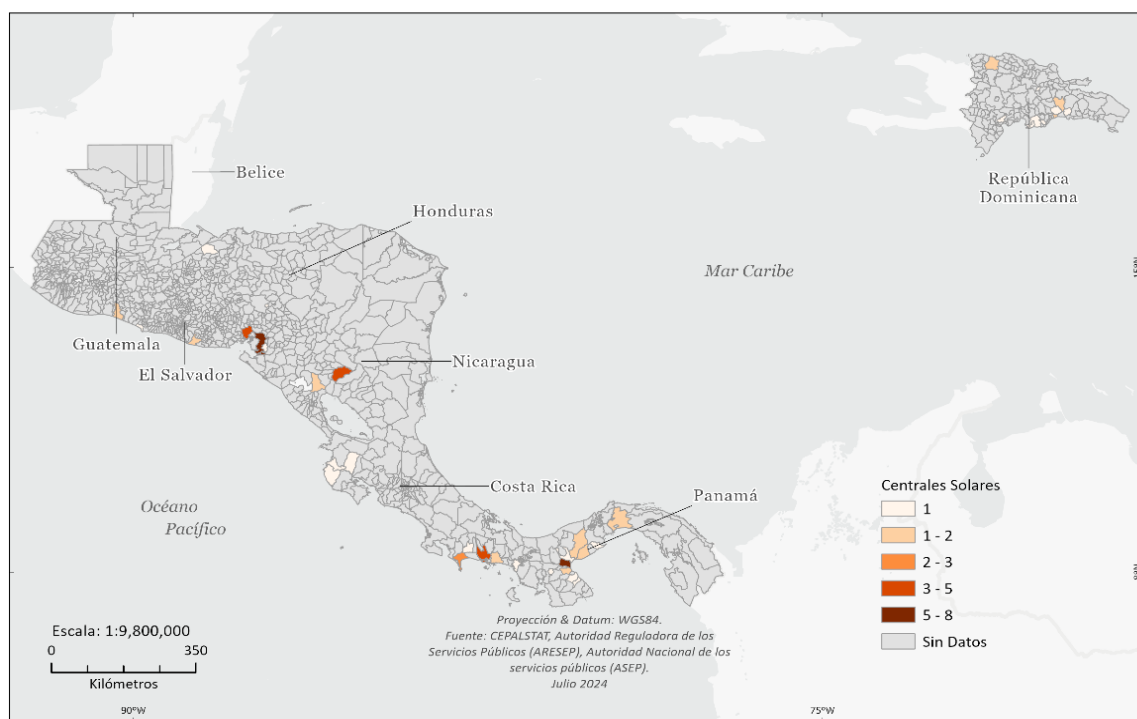 Belice
Honduras
República
Dominicana
Mar Caribe
15°N
Guatemala
El Salvador
Nicaragua
Costa Rica
Panamá
Océano
Pacífico
Centrales Solares
1
1 - 2
2 - 3
3 - 5
5 - 8
Sin Datos
Escala: 1:9,800,000
0 350
Kilómetros
Proyección & Datum: WGS84.
Fuente: CEPALSTAT, Autoridad Reguladora de los
Servicios Públicos (ARESEP), Autoridad Nacional de los
servicios públicos (ASEP).
Julio 2024
90°W 75°W